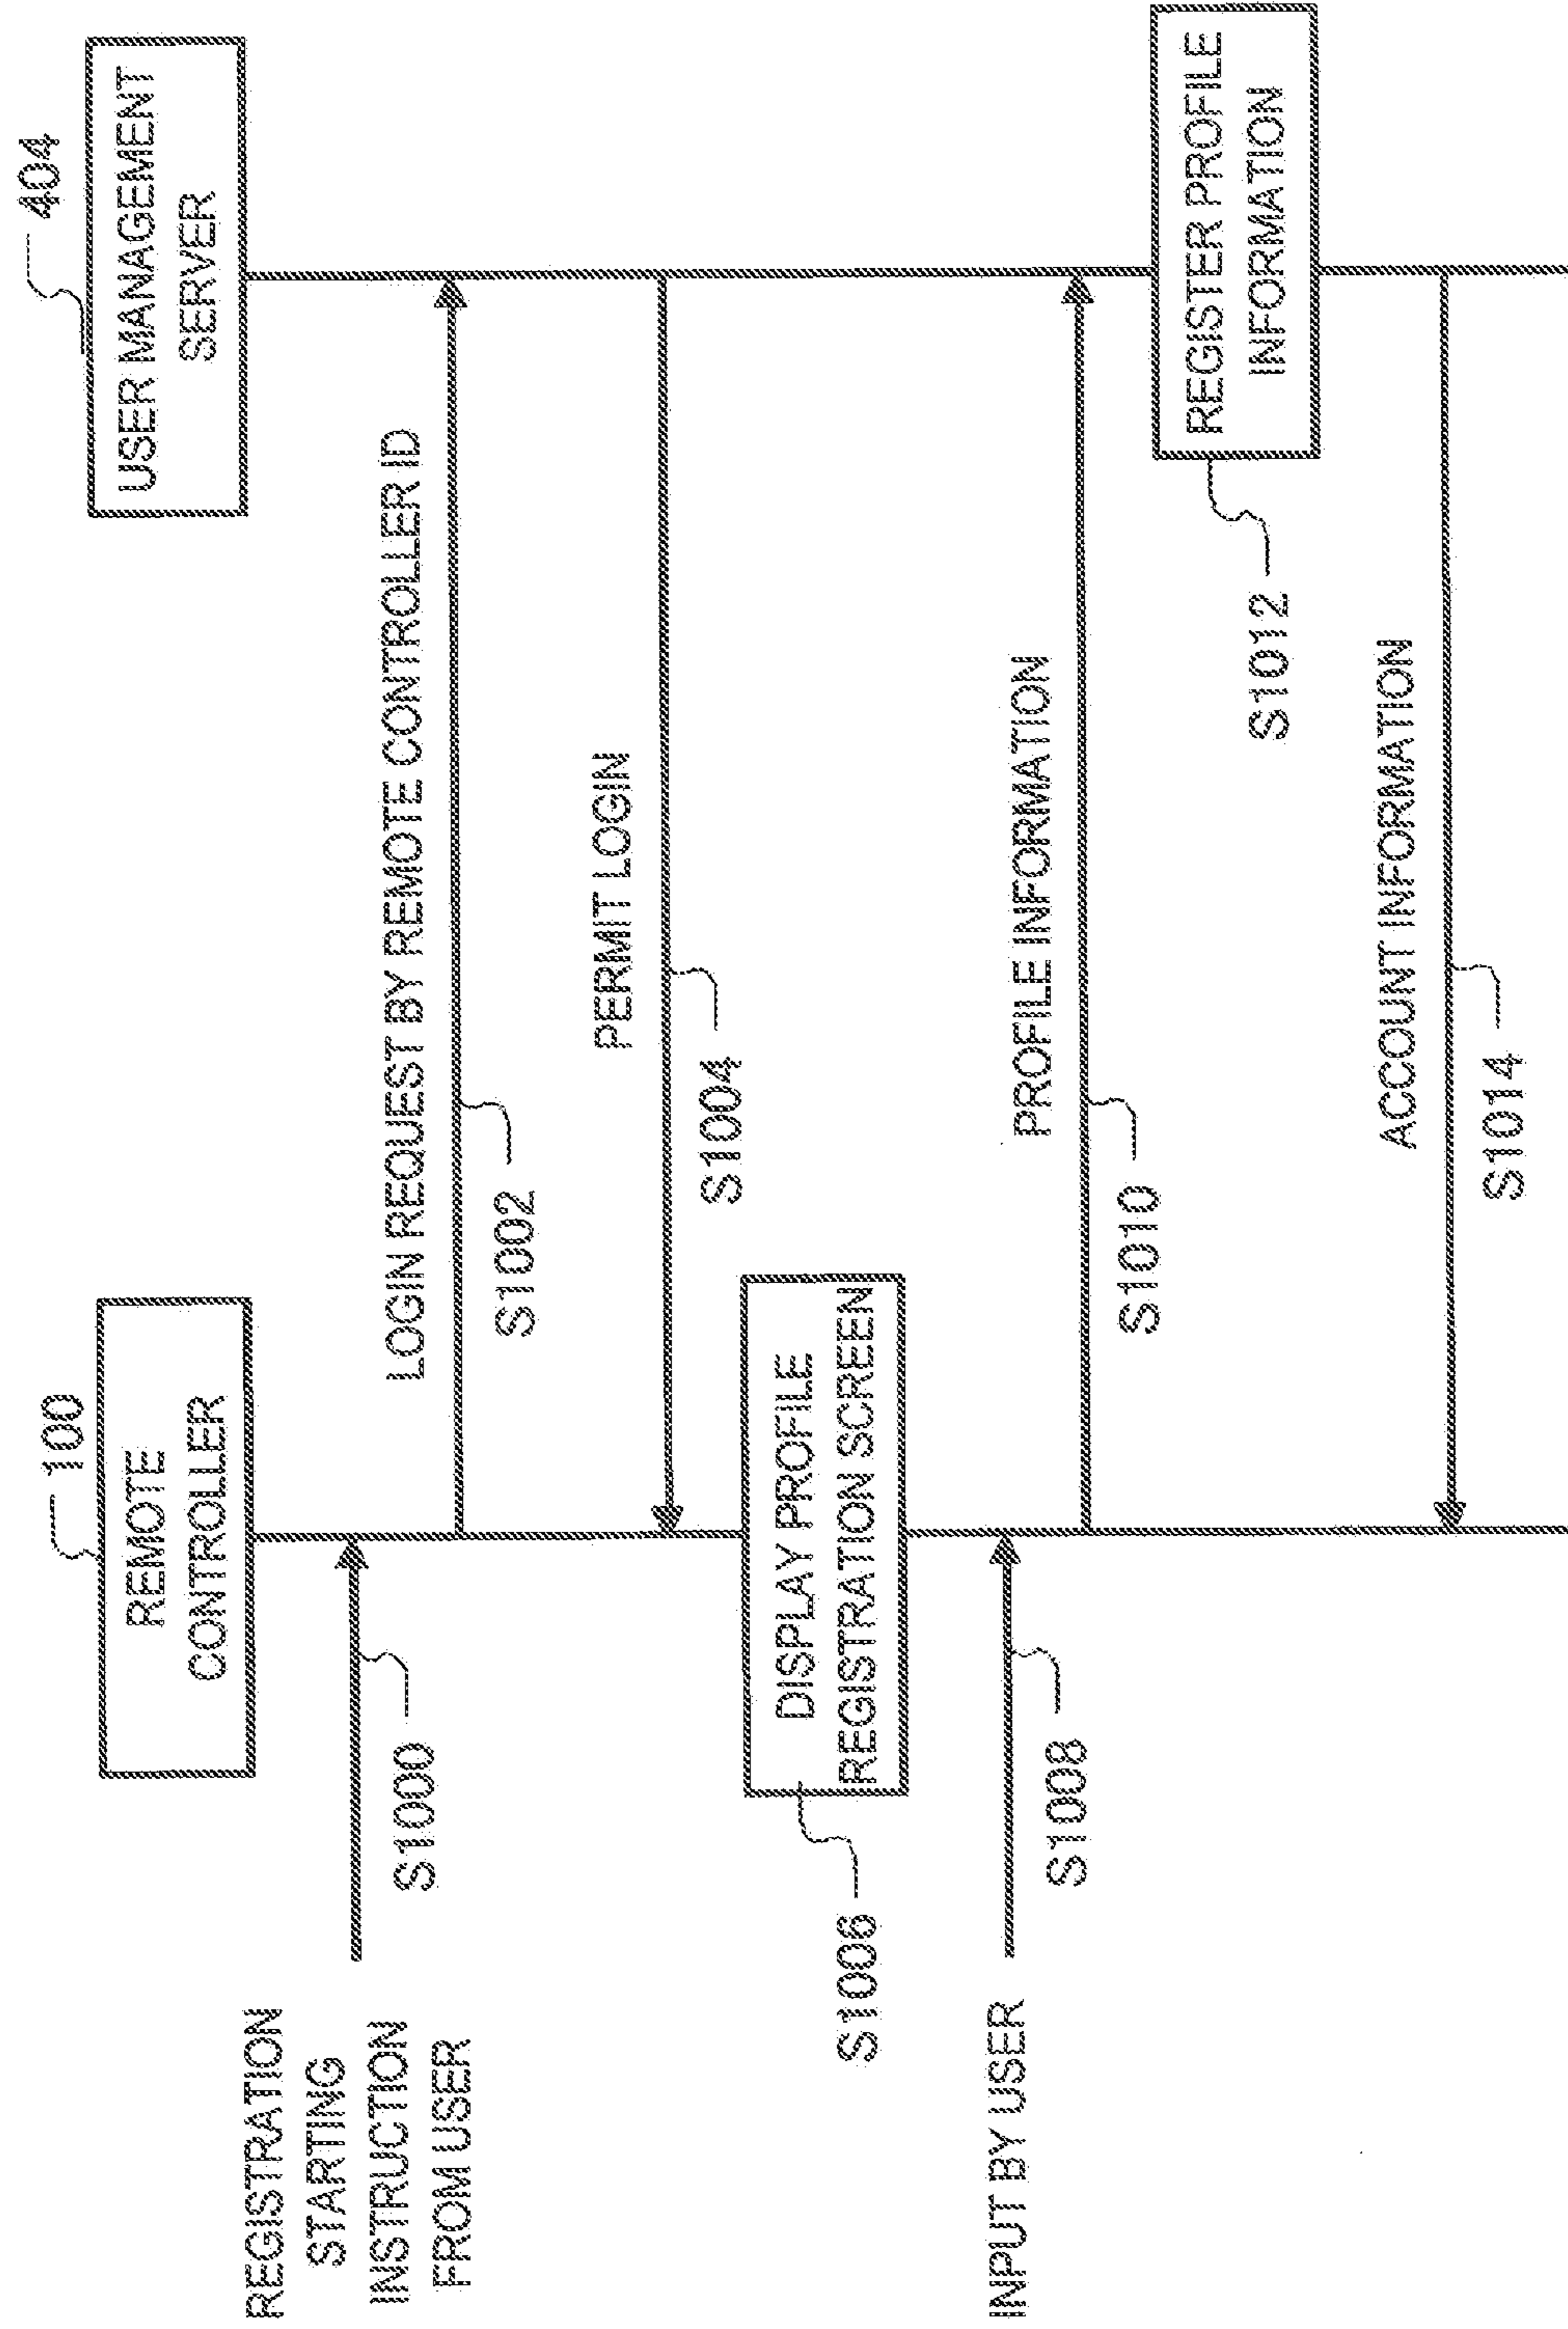 100
REMOTE
CONTROLLER
404
USER MANAGEMENT
SERVER
REGISTRATION
STARTING
INSTRUCTION
FROM USER
S1000
LOGIN REQUEST BY REMOTE CONTROLLER ID
S1002
PERMIT LOGIN
S1004
DISPLAY PROFILE
REGISTRATION SCREEN
S1006
INPUT BY USER
S1008
PROFILE INFORMATION
S1010
REGISTER PROFILE
INFORMATION
S1012
ACCOUNT INFORMATION
S1014